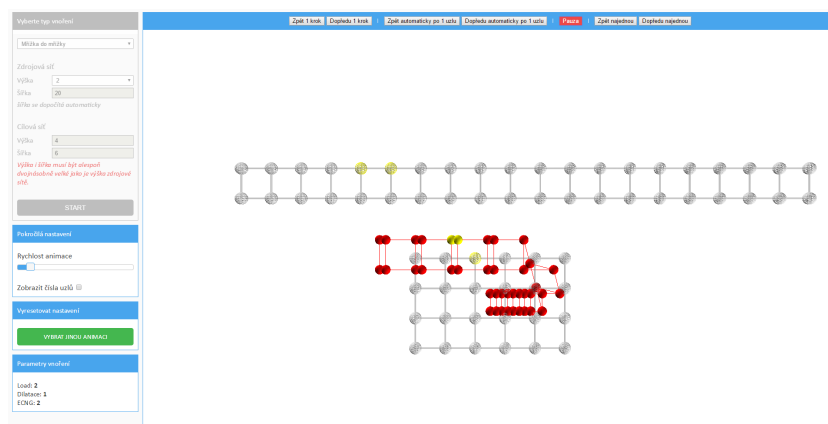 Vyberte typ vnoření
Zpět 1 krok Dopředu 1 krok | Zpět automaticky po 1 uzlu Dopředu automaticky po 1 uzlu | Pauza | Zpět najednou Dopředu najednou
Mřížka do mřížky
Zdrojová síť
Výška 2
Šířka 20
šířka se dopočítá automaticky
Cílová síť
Výška 4
Šířka 6
Výška i šířka musí být alespoň
dvojnásobně velké jako je výška zdrojové
sítě.
START
Pokročilá nastavení
Rychlost animace
Zobrazit čísla uzlů
Vyresetovat nastavení
VYBRAT JINOU ANIMACI
Parametry vnoření
Load: 2
Dilatace: 1
ECNG: 2